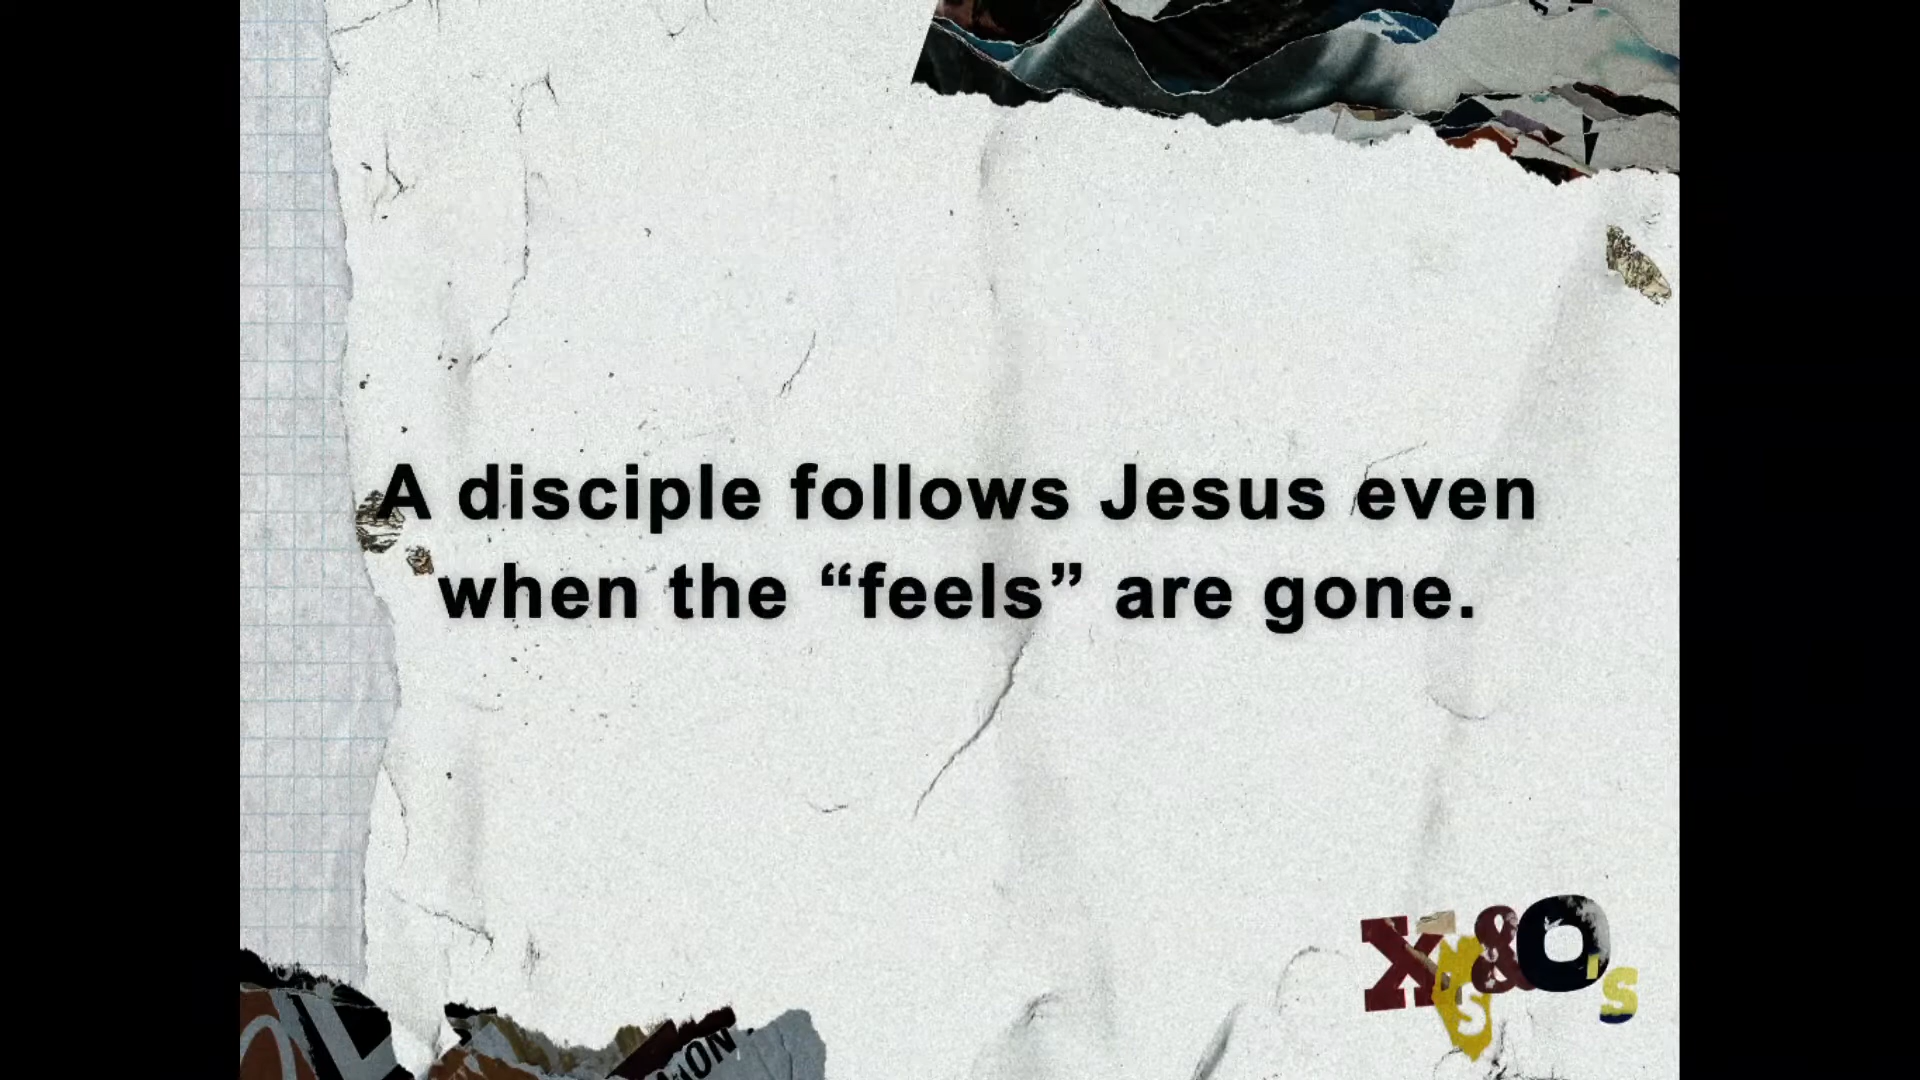 A disciple follows Jesus even
when the “feels” are gone.
X's & O's